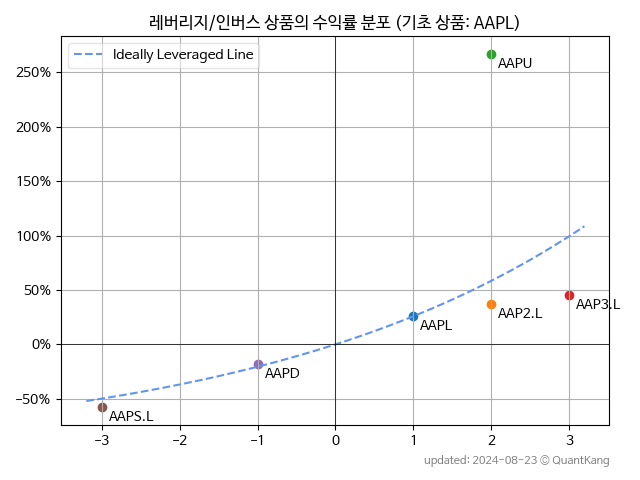 레버리지/인버스 상품의 수익률 분포 (기초 상품: AAPL)
Ideally Leveraged Line
250%
200%
150%
100%
50%
0%
−50%
AAPU
AAP3.L
AAP2.L
AAPL
AAPD
AAPS.L
−3
−2
−1
0
1
2
3
updated: 2024-08-23 © QuantKang